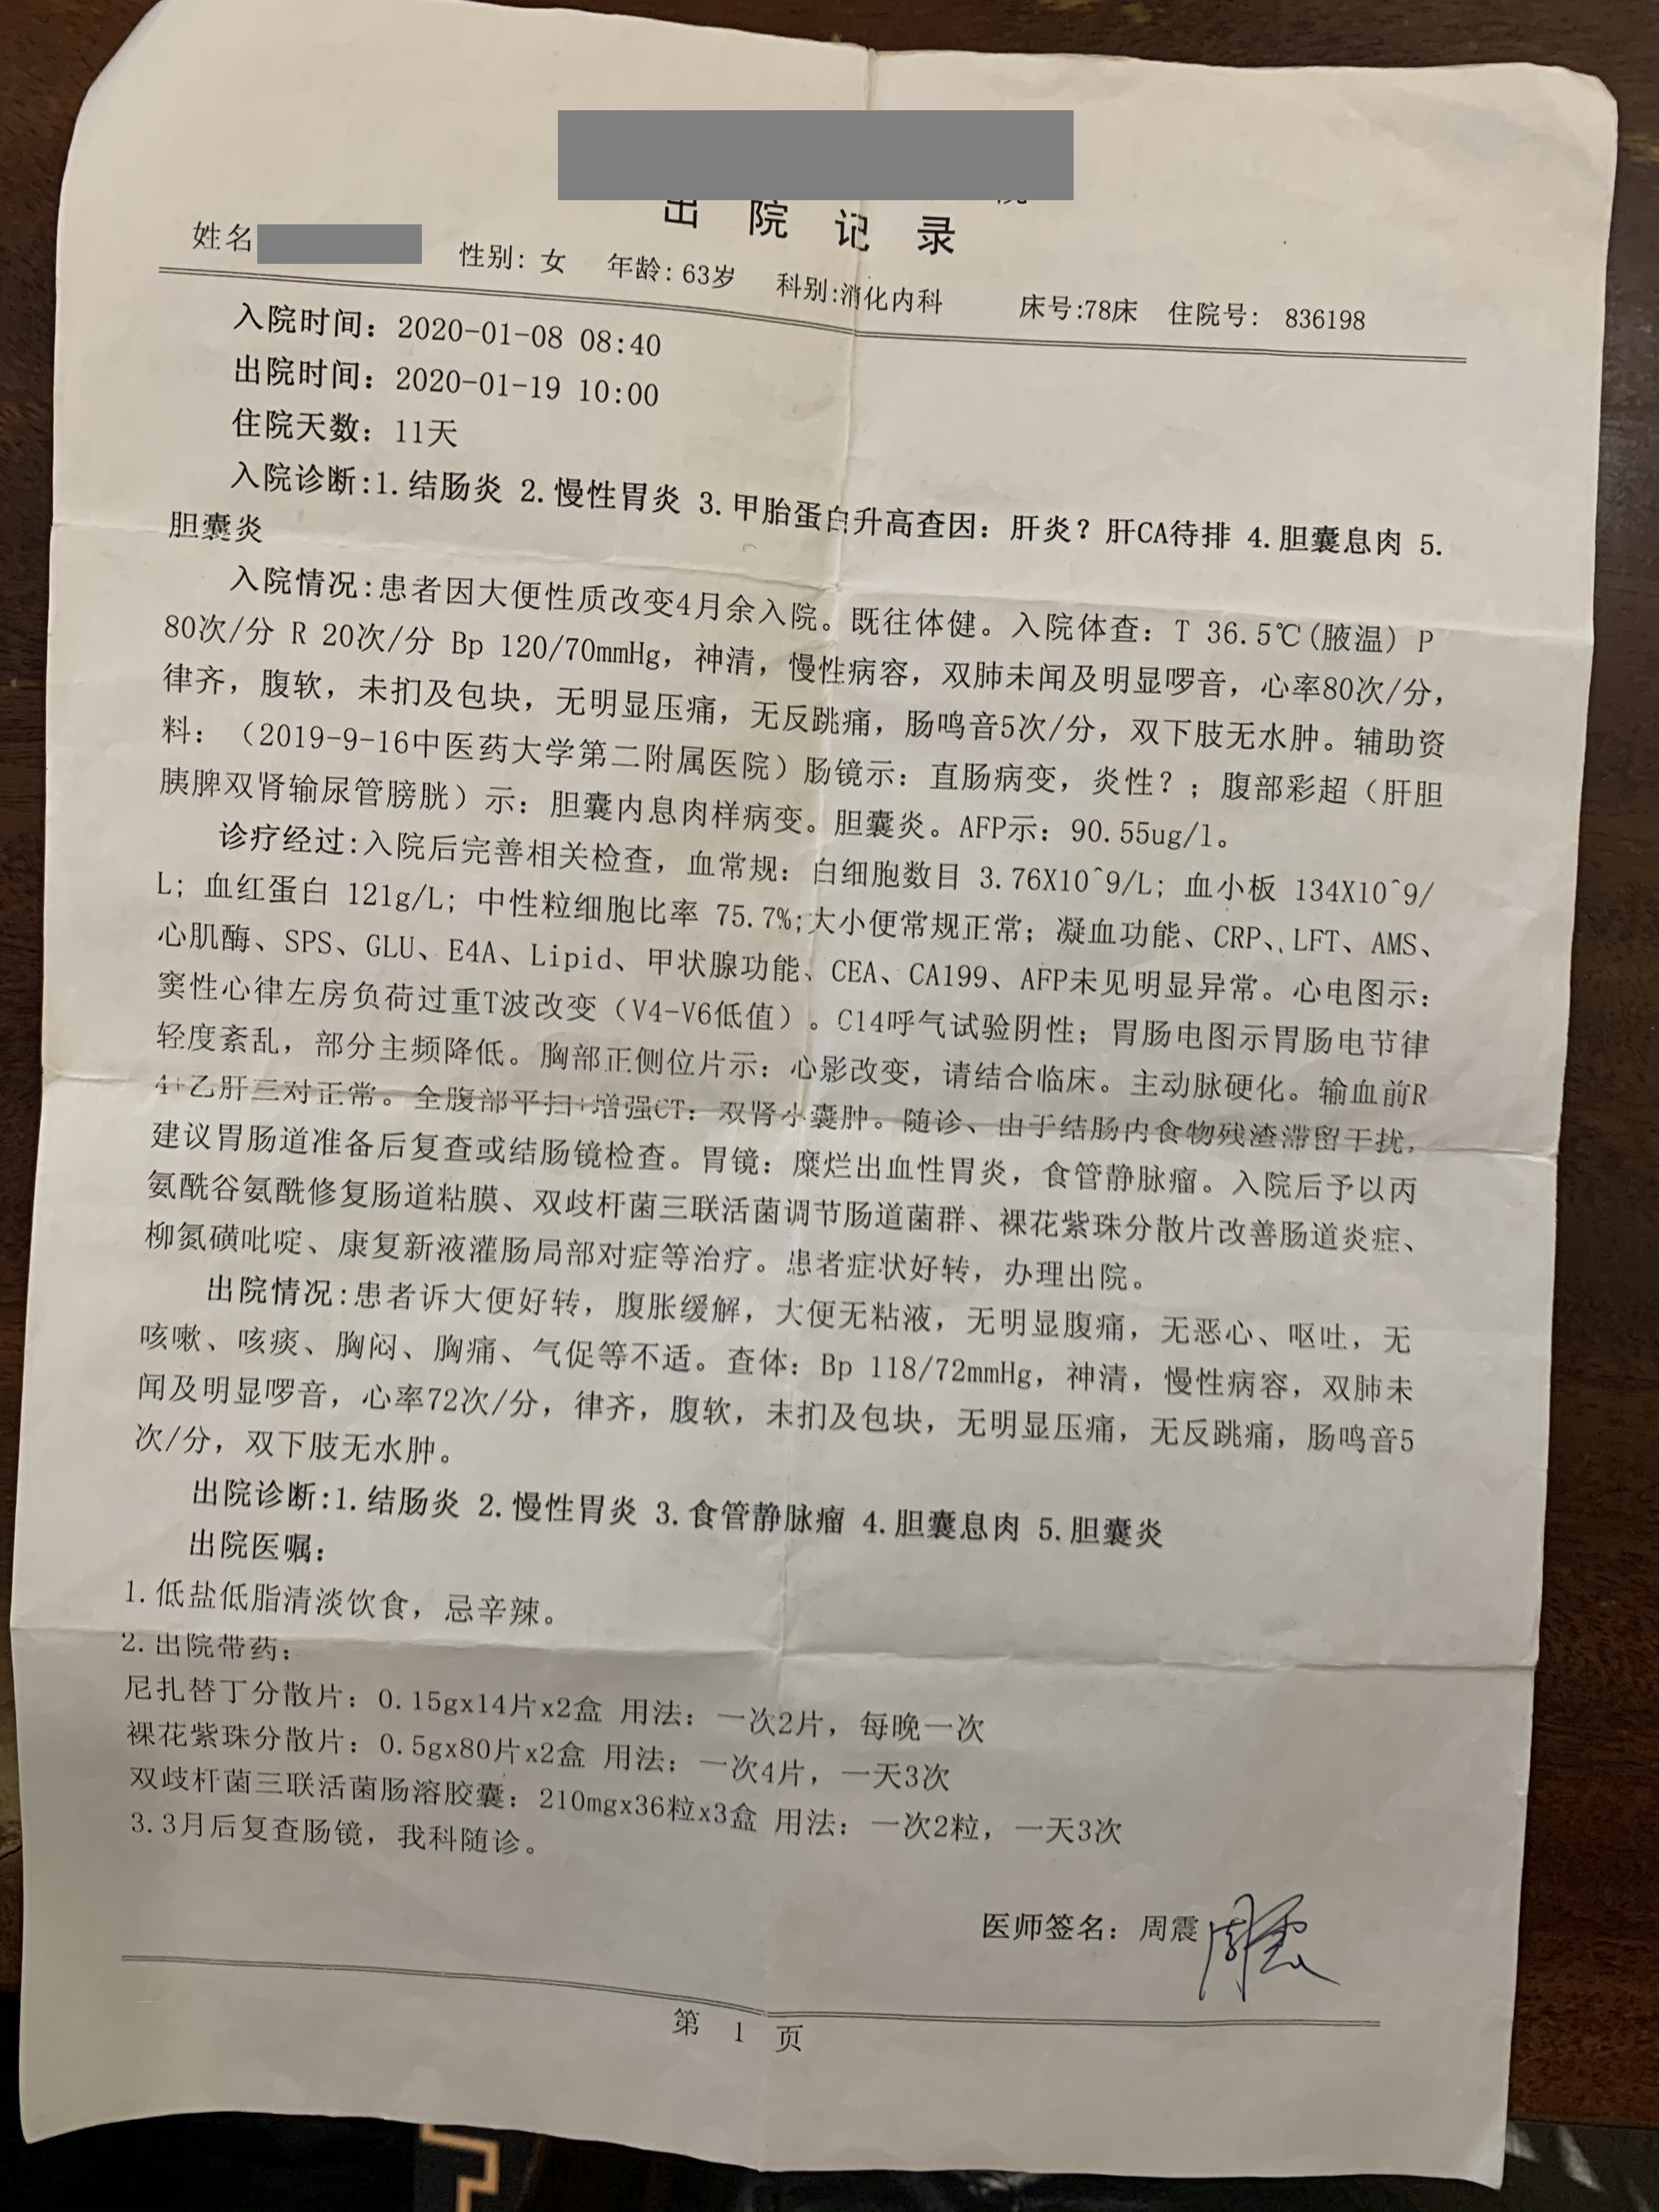 出 院 记 录
姓名 性别：女 年龄：63岁 科别:消化内科 床号:78床 住院号： 836198
入院时间：2020-01-08 08:40
出院时间：2020-01-19 10:00
住院天数：11天
入院诊断:1.结肠炎 2.慢性胃炎 3.甲胎蛋白升高查因：肝炎？肝CA待排 4.胆囊息肉 5.
胆囊炎
入院情况:患者因大便性质改变4月余入院。既往体健。入院体查：T 36.5℃(腋温) P
80次/分 R 20次/分 Bp 120/70mmHg，神清，慢性病容，双肺未闻及明显啰音，心率80次/分，
律齐，腹软，未扪及包块，无明显压痛，无反跳痛，肠鸣音5次/分，双下肢无水肿。辅助资
料：（2019-9-16中医药大学第二附属医院）肠镜示：直肠病变，炎性？；腹部彩超（肝胆
胰脾双肾输尿管膀胱）示：胆囊内息肉样病变。胆囊炎。AFP示：90.55ug/l。
诊疗经过:入院后完善相关检查，血常规：白细胞数目 3.76X10^9/L；血小板 134X10^9/
L；血红蛋白 121g/L；中性粒细胞比率 75.7%;大小便常规正常；凝血功能、CRP、LFT、AMS、
心肌酶、SPS、GLU、E4A、Lipid、甲状腺功能、CEA、CA199、AFP未见明显异常。心电图示：
窦性心律左房负荷过重T波改变（V4-V6低值）。C14呼气试验阴性；胃肠电图示胃肠电节律
轻度紊乱，部分主频降低。胸部正侧位片示：心影改变，请结合临床。主动脉硬化。输血前R
4+乙肝三对正常。全腹部平扫+增强CT：双肾小囊肿。随诊、由于结肠内食物残渣滞留干扰，
建议胃肠道准备后复查或结肠镜检查。胃镜：糜烂出血性胃炎，食管静脉瘤。入院后予以丙
氨酰谷氨酰修复肠道粘膜、双歧杆菌三联活菌调节肠道菌群、裸花紫珠分散片改善肠道炎症、
柳氮磺吡啶、康复新液灌肠局部对症等治疗。患者症状好转，办理出院。
出院情况:患者诉大便好转，腹胀缓解，大便无粘液，无明显腹痛，无恶心、呕吐，无
咳嗽、咳痰、胸闷、胸痛、气促等不适。查体：Bp 118/72mmHg，神清，慢性病容，双肺未
闻及明显啰音，心率72次/分，律齐，腹软，未扪及包块，无明显压痛，无反跳痛，肠鸣音5
次/分，双下肢无水肿。
出院诊断:1.结肠炎 2.慢性胃炎 3.食管静脉瘤 4.胆囊息肉 5.胆囊炎
出院医嘱：
1.低盐低脂清淡饮食，忌辛辣。
2.出院带药：
尼扎替丁分散片：0.15gx14片x2盒 用法：一次2片，每晚一次
裸花紫珠分散片：0.5gx80片x2盒 用法：一次4片，一天3次
双歧杆菌三联活菌肠溶胶囊：210mgx36粒x3盒 用法：一次2粒，一天3次
3.3月后复查肠镜，我科随诊。
医师签名：周震 周震
第 1 页